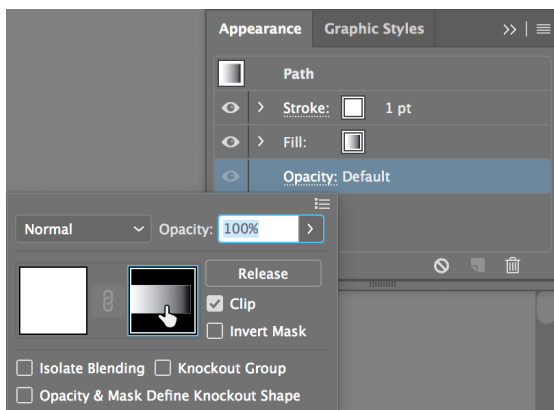 Appearance Graphic Styles
Path
Stroke: 1 pt
Fill:
Opacity: Default
Normal Opacity: 100%
Release
Clip
Invert Mask
Isolate Blending Knockout Group
Opacity & Mask Define Knockout Shape